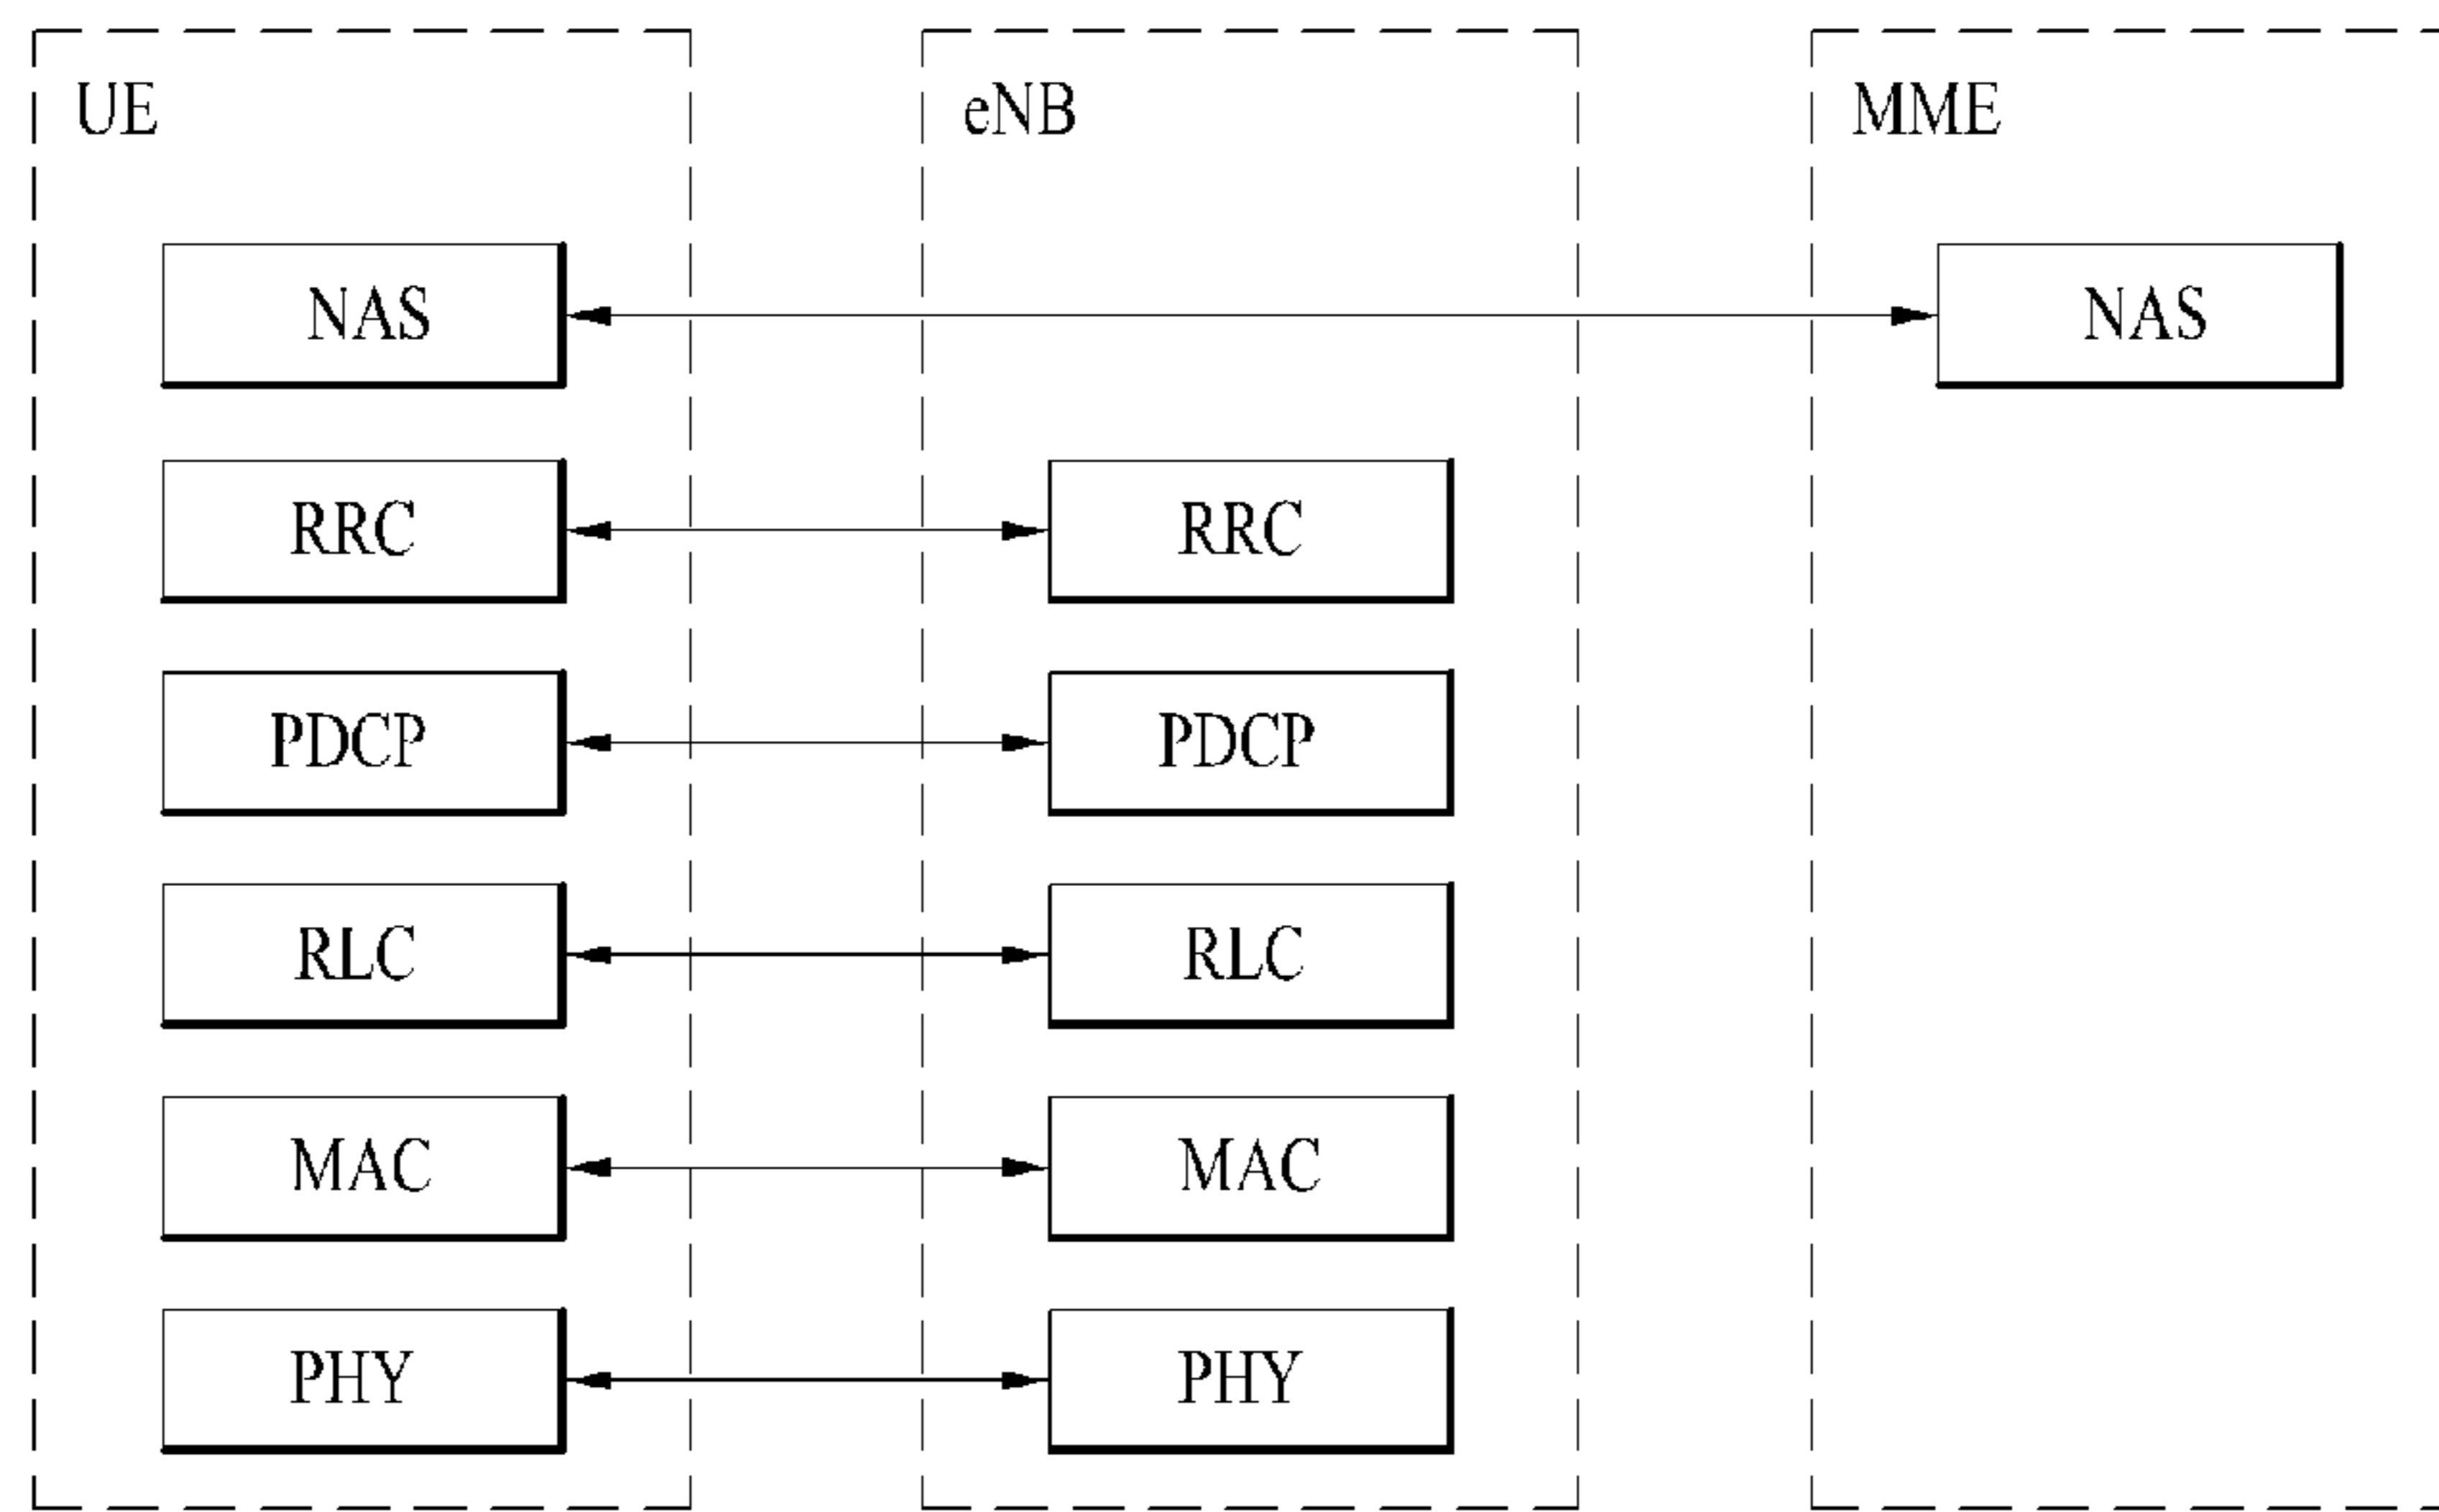 UE eNB MME
NAS NAS
RRC RRC
PDCP PDCP
RLC RLC
MAC MAC
PHY PHY